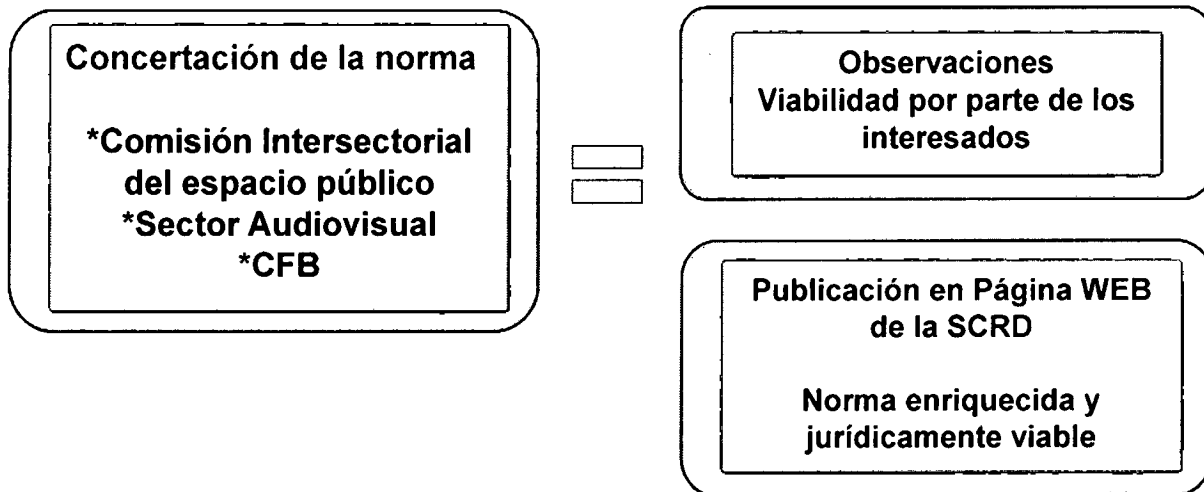 Concertación de la norma
*Comisión Intersectorial
del espacio público
*Sector Audiovisual
*CFB
Observaciones
Viabilidad por parte de los
interesados
Publicación en Página WEB
de la SCRD
Norma enriquecida y
jurídicamente viable